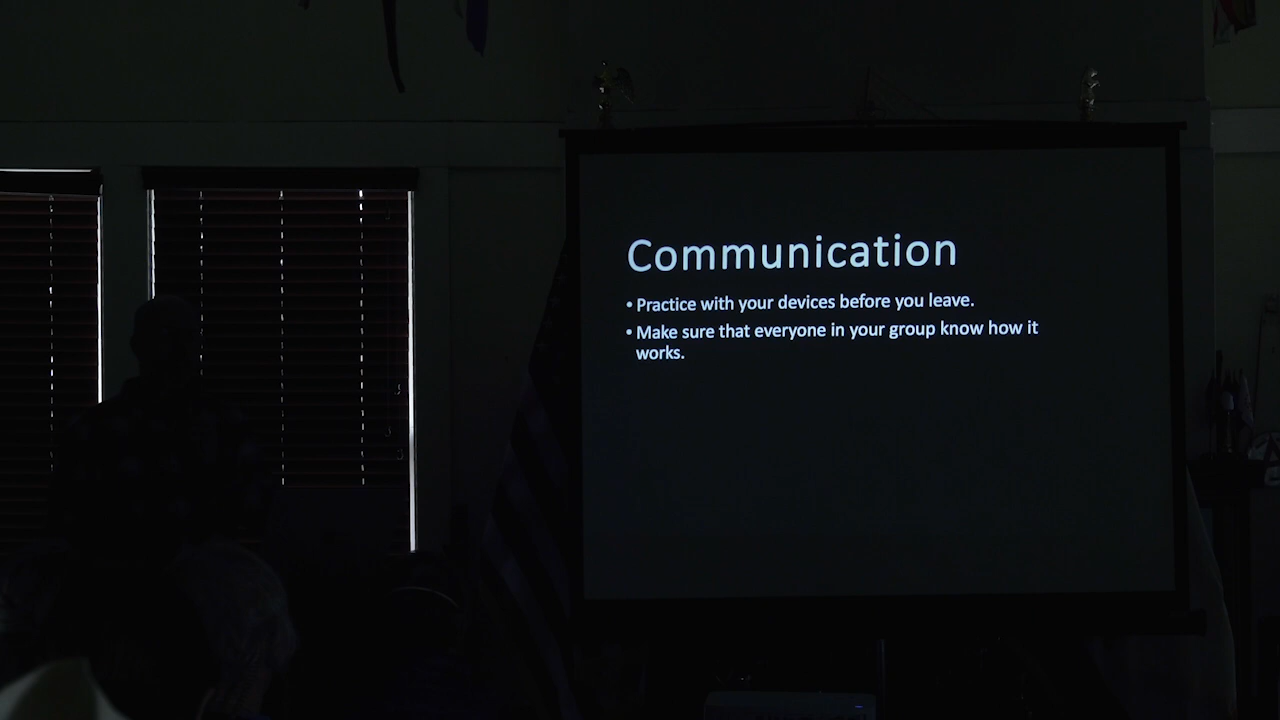 Communication
• Practice with your devices before you leave.
• Make sure that everyone in your group know how it
works.